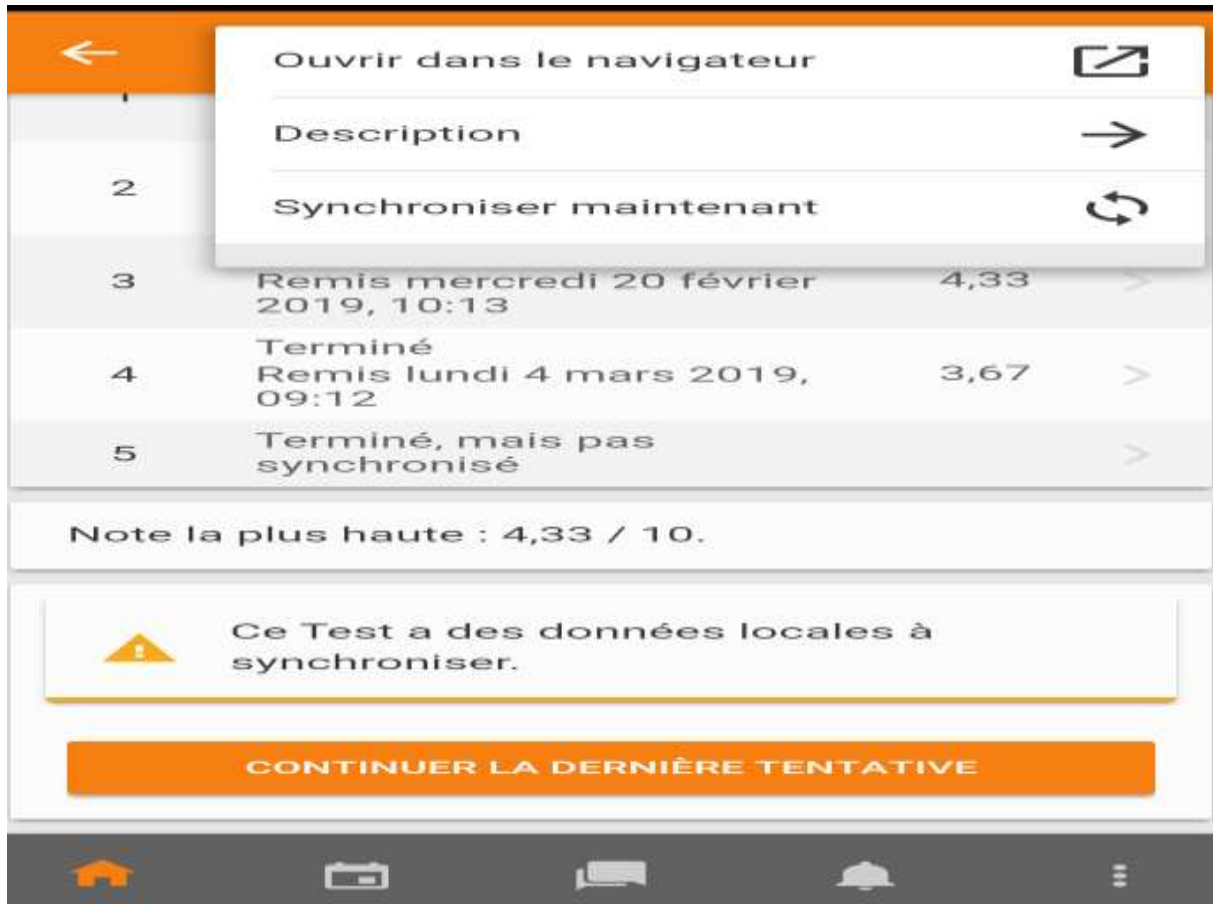 Ouvrir dans le navigateur
Description
2
Synchroniser maintenant
3
Remis mercredi 20 février
4,33
2019, 10:13
Terminé
4
Remis lundi 4 mars 2019,
3,67
09:12
5
Terminé, mais pas
synchronisé
Note la plus haute : 4,33 / 10.
Ce Test a des données locales à
synchroniser.
CONTINUER LA DERNIÈRE TENTATIVE